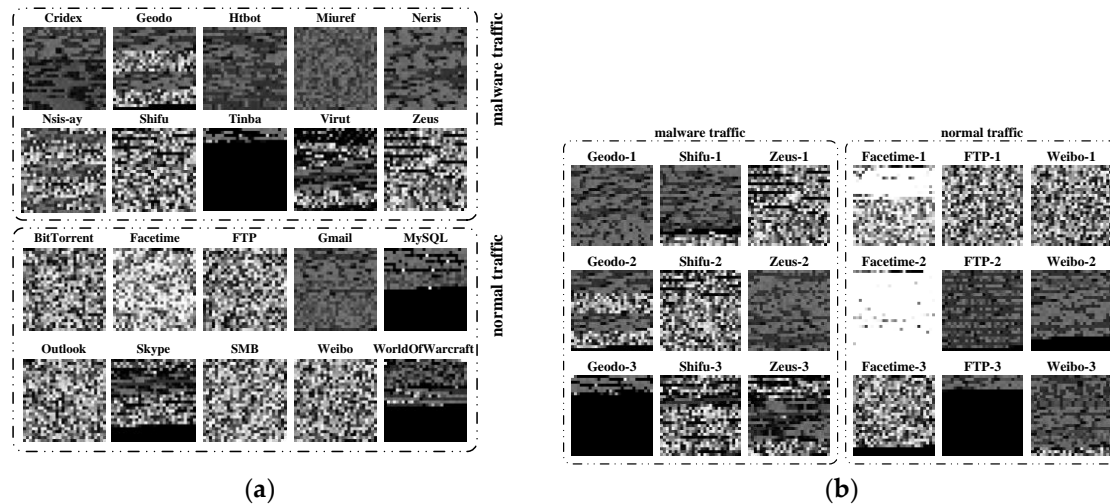 Cridex Geodo Htbot Miuref Neris
Nsis-ay Shifu Tinba Virut Zeus
malware traffic
BitTorrent Facetime FTP Gmail MySQL
Outlook Skype SMB Weibo WorldOfWarcraft
normal traffic
(a)
malware traffic normal traffic
Geodo-1 Shifu-1 Zeus-1 Facetime-1 FTP-1 Weibo-1
Geodo-2 Shifu-2 Zeus-2 Facetime-2 FTP-2 Weibo-2
Geodo-3 Shifu-3 Zeus-3 Facetime-3 FTP-3 Weibo-3
(b)